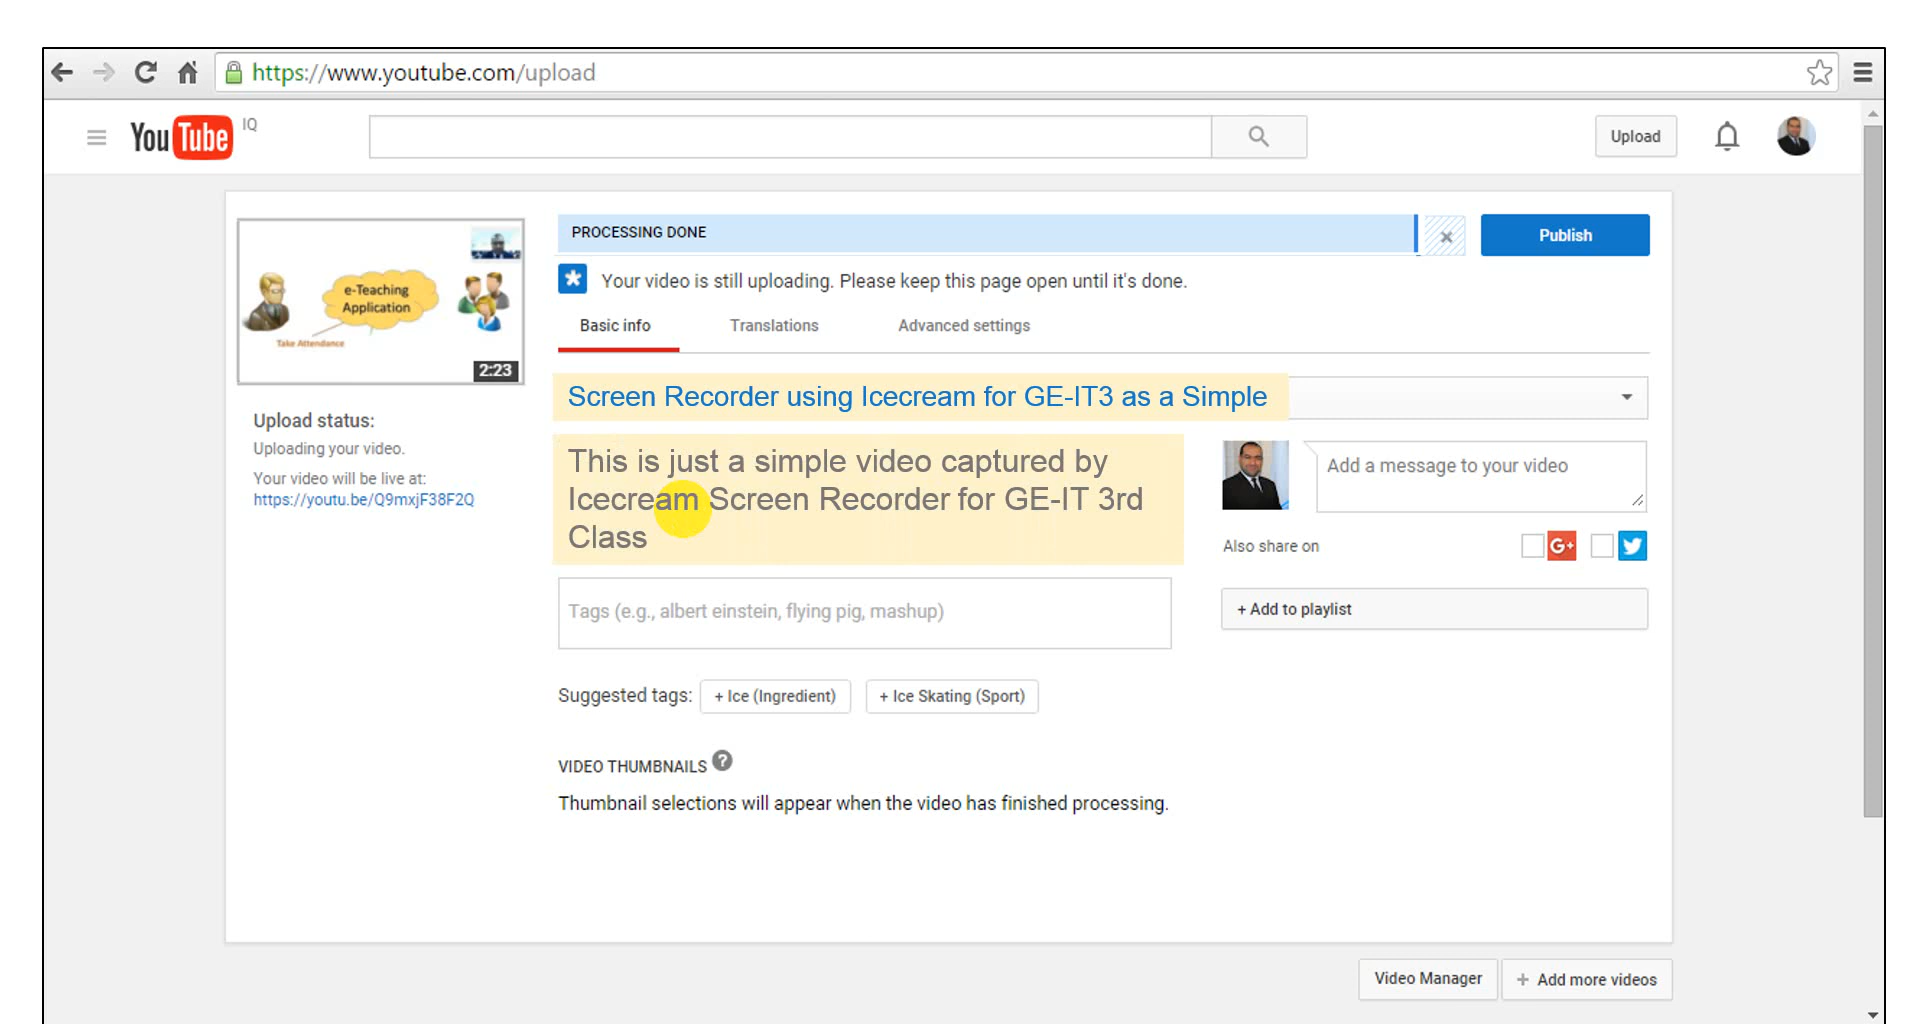 https://www.youtube.com/upload
YouTube IQ
Upload
PROCESSING DONE
Publish
Your video is still uploading. Please keep this page open until it's done.
Basic info
Translations
Advanced settings
e-Teaching
Application
Take Attendance
2:23
Upload status:
Uploading your video.
Your video will be live at:
https://youtu.be/Q9mxjF38F2Q
Screen Recorder using Icecream for GE-IT3 as a Simple
This is just a simple video captured by
Icecream Screen Recorder for GE-IT 3rd
Class
Add a message to your video
Also share on
G+
+ Add to playlist
Tags (e.g., albert einstein, flying pig, mashup)
Suggested tags: + Ice (Ingredient) + Ice Skating (Sport)
VIDEO THUMBNAILS ?
Thumbnail selections will appear when the video has finished processing.
Video Manager
+ Add more videos